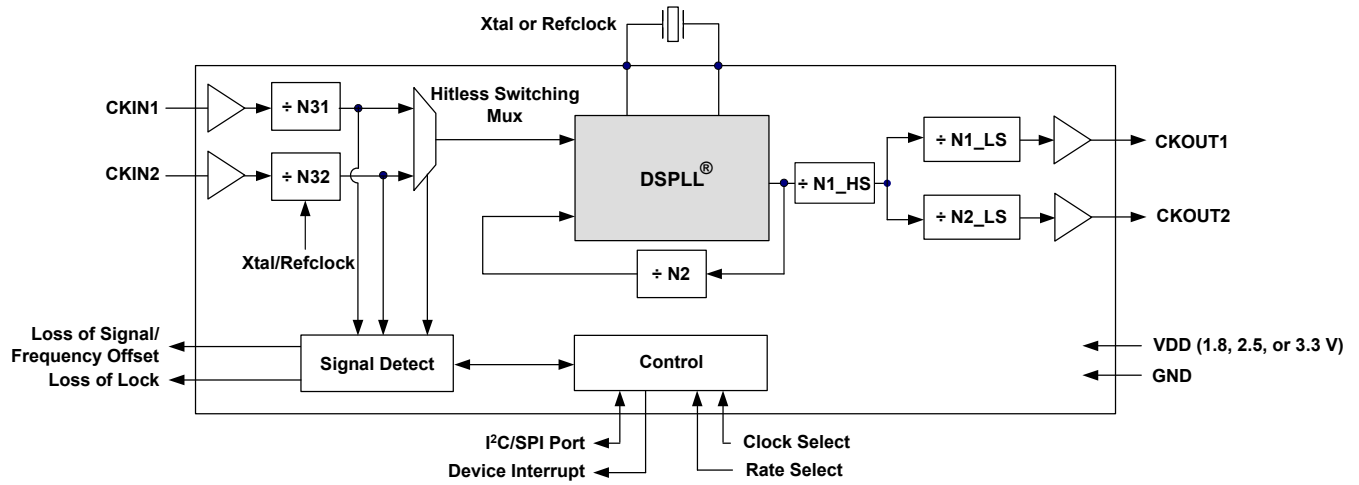 Xtal or Refclock
CKIN1
÷ N31
Hitless Switching
Mux
CKIN2
÷ N32
Xtal/Refclock
DSPLL®
÷ N1_HS
÷ N1_LS
CKOUT1
÷ N2_LS
CKOUT2
÷ N2
Loss of Signal/
Frequency Offset
Loss of Lock
Signal Detect
Control
VDD (1.8, 2.5, or 3.3 V)
GND
I²C/SPI Port
Device Interrupt
Clock Select
Rate Select